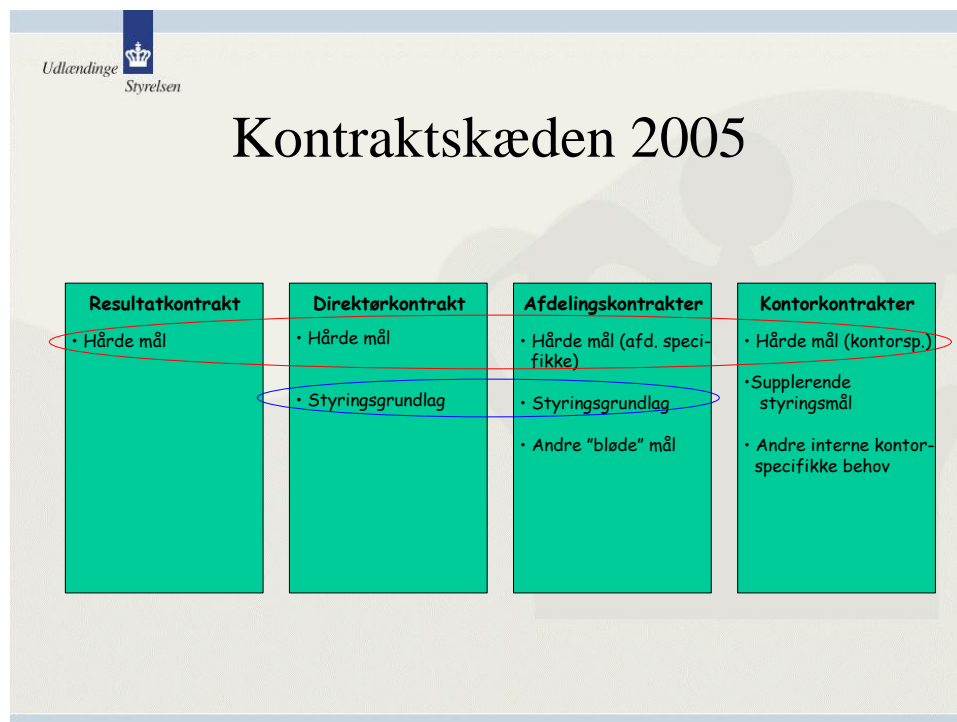 Udlændinge
Styrelsen
Kontraktskæden 2005
Resultatkontrakt
• Hårde mål
Direktørkontrakt
• Hårde mål
• Styringsgrundlag
Afdelingskontrakter
• Hårde mål (afd. speci-
fikke)
• Styringsgrundlag
• Andre ”bløde” mål
Kontorkontrakter
• Hårde mål (kontorsp.)
•Supplerende
styringsmål
• Andre interne kontor-
specifikke behov